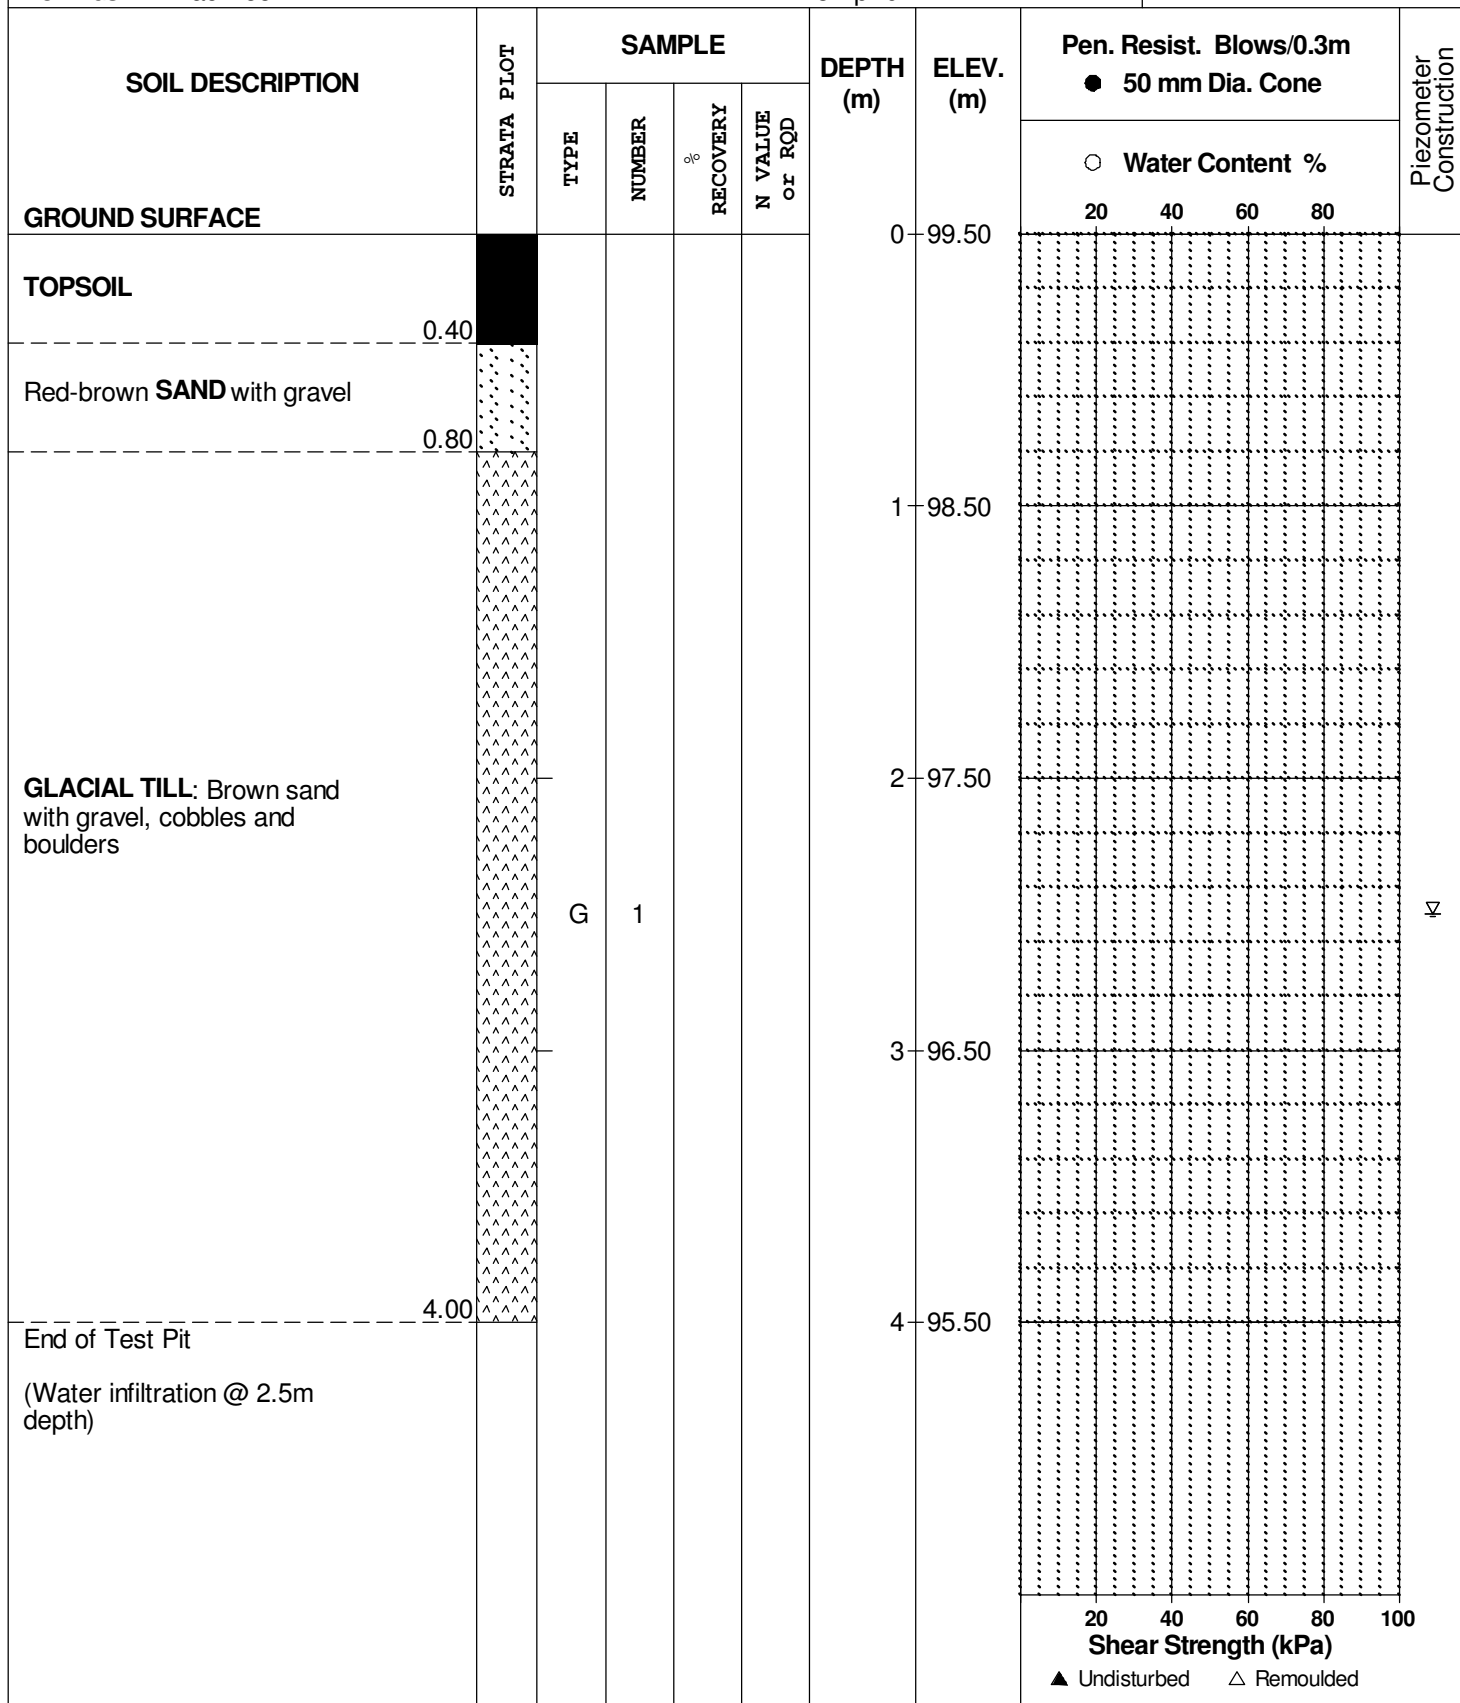 SOIL DESCRIPTION
GROUND SURFACE
STRATA PLOT
SAMPLE
TYPE
NUMBER
%
RECOVERY
N VALUE
or RQD
DEPTH
(m)
ELEV.
(m)
Pen. Resist. Blows/0.3m
● 50 mm Dia. Cone
○ Water Content %
20 40 60 80
Piezometer
Construction
0 99.50
TOPSOIL
0.40
Red-brown SAND with gravel
0.80
1 98.50
GLACIAL TILL: Brown sand
with gravel, cobbles and
boulders
2 97.50
G 1
3 96.50
4.00
4 95.50
End of Test Pit
(Water infiltration @ 2.5m
depth)
20 40 60 80 100
Shear Strength (kPa)
▲ Undisturbed △ Remoulded